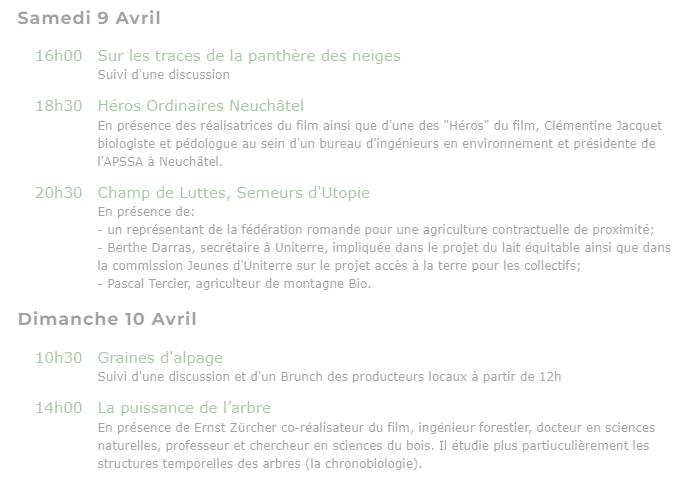 Samedi 9 Avril
16h00 Sur les traces de la panthère des neiges
Suivi d'une discussion
18h30 Héros Ordinaires Neuchâtel
En présence des réalisatrices du film ainsi que d'une des "Héros" du film, Clémentine Jacquet
biologiste et pédologue au sein d'un bureau d'ingénieurs en environnement et présidente de
l'APSSA à Neuchâtel.
20h30 Champ de Luttes, Semeurs d'Utopie
En présence de:
- un représentant de la fédération romande pour une agriculture contractuelle de proximité;
- Berthe Darras, secrétaire à Uniterre, impliquée dans le projet du lait équitable ainsi que dans
la commission Jeunes d'Uniterre sur le projet accès à la terre pour les collectifs;
- Pascal Tercier, agriculteur de montagne Bio.
Dimanche 10 Avril
10h30 Graines d'alpage
Suivi d'une discussion et d'un Brunch des producteurs locaux à partir de 12h
14h00 La puissance de l’arbre
En présence de Ernst Zürcher co-réalisateur du film, ingénieur forestier, docteur en sciences
naturelles, professeur et chercheur en sciences du bois. Il étudie plus partiuculièrement les
structures temporelles des arbres (la chronobiologie).